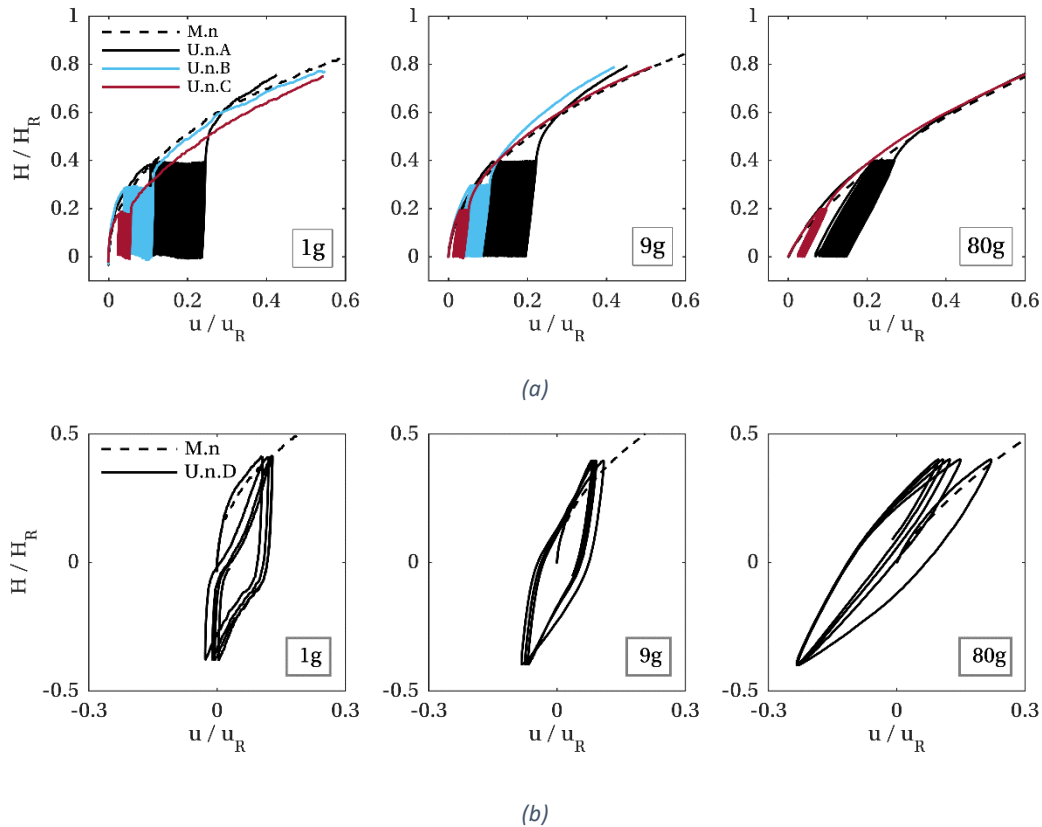 1
0.8
0.6
0.4
0.2
0
H / H_R
M.n
U.n.A
U.n.B
U.n.C
1g
0 0.2 0.4 0.6
u / u_R
1
0.8
0.6
0.4
0.2
0
9g
0 0.2 0.4 0.6
u / u_R
1
0.8
0.6
0.4
0.2
0
80g
0 0.2 0.4 0.6
u / u_R
(a)
0.5
0
-0.5
H / H_R
M.n
U.n.D
1g
-0.3 0 0.3
u / u_R
0.5
0
-0.5
9g
-0.3 0 0.3
u / u_R
0.5
0
-0.5
80g
-0.3 0 0.3
u / u_R
(b)